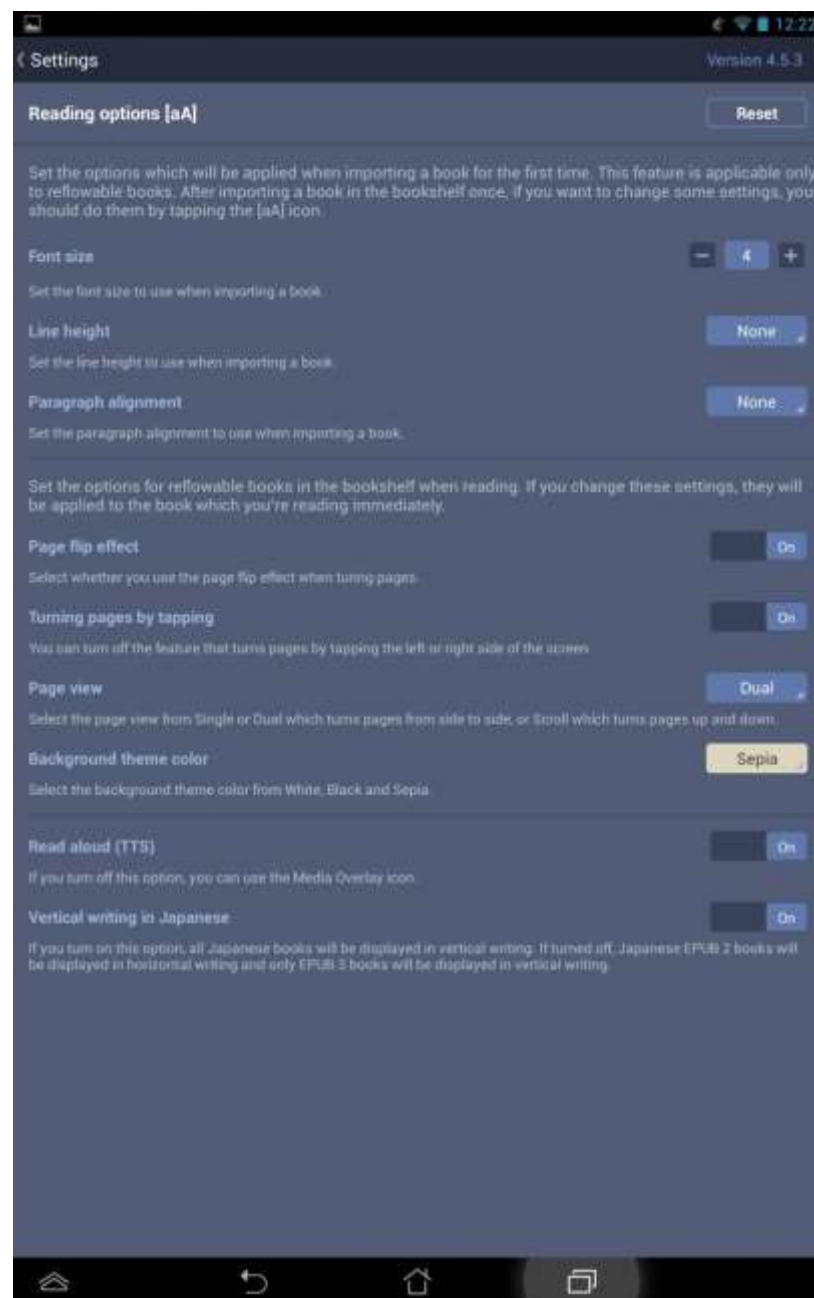 12:22
Settings
Version 4.5.3
Reading options [aA]
Reset
Set the options which will be applied when importing a book for the first time. This feature is applicable only
to reflowable books. After importing a book in the bookshelf once, if you want to change some settings, you
should do them by tapping the [aA] icon.
Font size
4
Set the font size to use when importing a book.
Line height
None
Set the line height to use when importing a book.
Paragraph alignment
None
Set the paragraph alignment to use when importing a book.
Set the options for reflowable books in the bookshelf when reading. If you change these settings, they will
be applied to the book which you're reading immediately.
Page flip effect
On
Select whether you use the page flip effect when turing pages.
Turning pages by tapping
On
You can turn off the feature that turns pages by tapping the left or right side of the screen.
Page view
Dual
Select the page view from Single or Dual which turns pages from side to side, or Scroll which turns pages up and down.
Background theme color
Sepia
Select the background theme color from White, Black and Sepia.
Read aloud (TTS)
On
If you turn off this option, you can use the Media Overlay icon.
Vertical writing in Japanese
On
If you turn on this option, all Japanese books will be displayed in vertical writing. If turned off, Japanese EPUB 2 books will
be displayed in horizontal writing and only EPUB 3 books will be displayed in vertical writing.